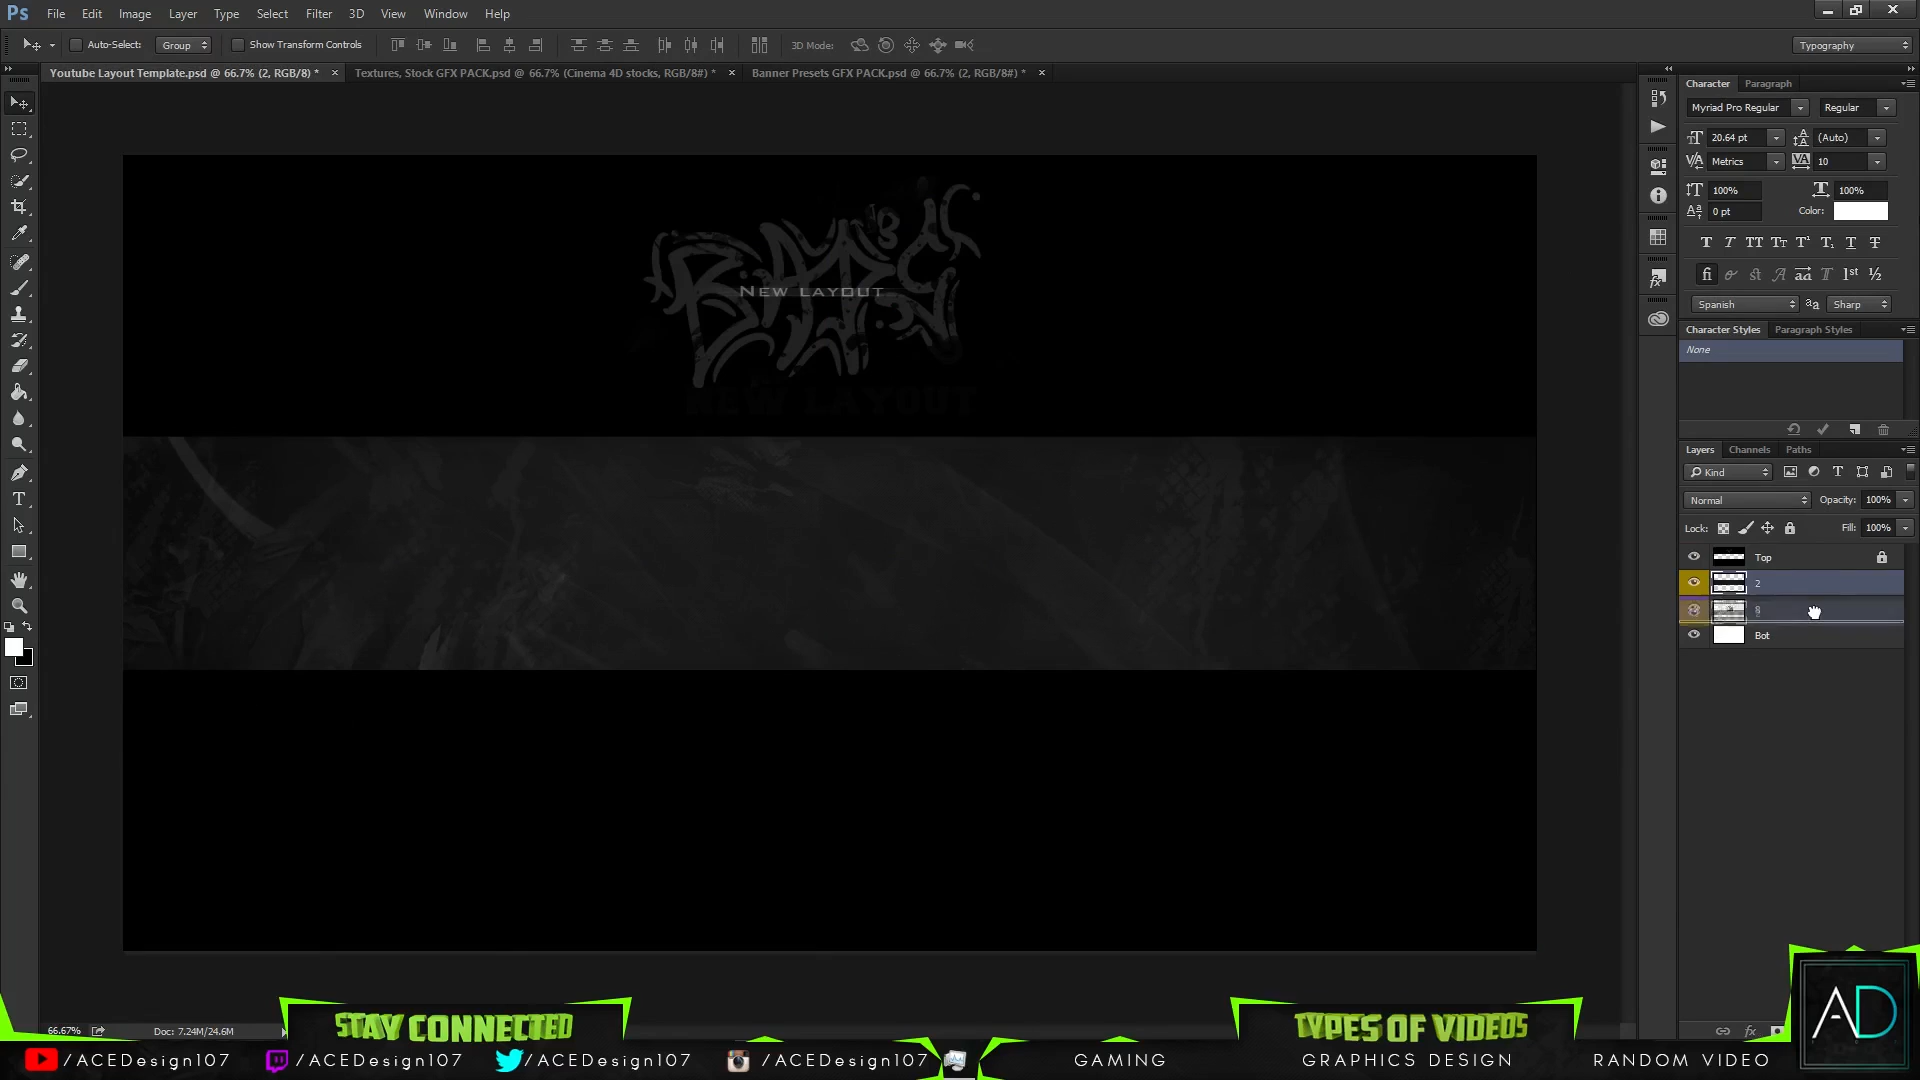 Ps File Edit Image Layer Type Select Filter 3D View Window Help
Auto-Select: Group Show Transform Controls 3D Mode: Typography
Youtube Layout Template.psd @ 66.7% (2, RGB/8) * × Textures, Stock GFX PACK.psd @ 66.7% (Cinema 4D stocks, RGB/8#) * × Banner Presets GFX PACK.psd @ 66.7% (2, RGB/8#) * ×
Character Paragraph
Myriad Pro Regular Regular
20.64 pt (Auto)
Metrics 10
100% 100%
0 pt Color:
Spanish Sharp
Character Styles Paragraph Styles
None
Layers Channels Paths
Kind
Normal Opacity: 100%
Lock: Fill: 100%
Top
2
Bot
New layout
NEW LAYOUT
66.67% Doc: 7.24M/24.6M
STAY CONNECTED
TYPES OF VIDEOS
/ACEDesign107 /ACEDesign107 /ACEDesign107 /ACEDesign107 GAMING GRAPHICS DESIGN RANDOM VIDEO
AD